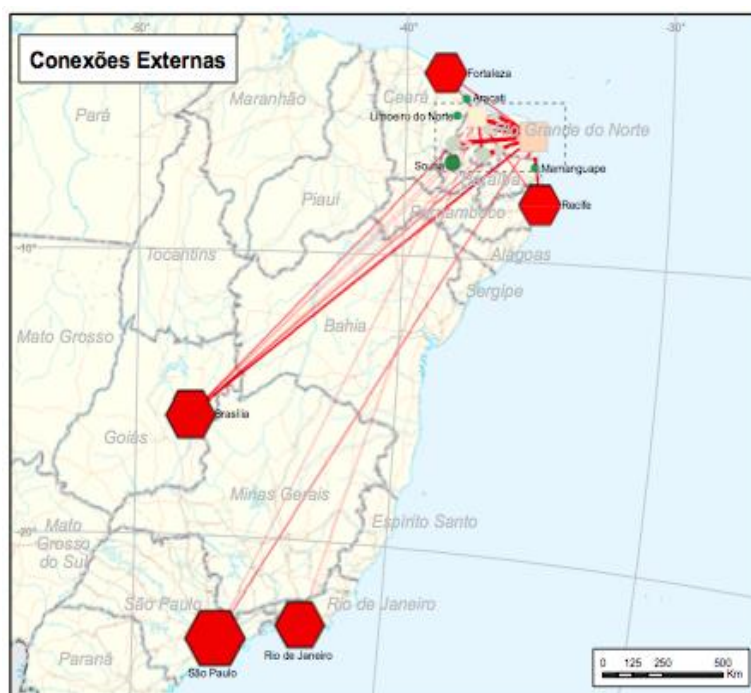 -50°
-40°
-30°
Conexões Externas
Fortaleza
Pará
Maranhão
Ceará
Aracati
Limoeiro do Norte
Rio Grande do Norte
Sousa
Mamanguape
Paraíba
Piauí
Pernambuco
Recife
-10°
Tocantins
Alagoas
Sergipe
Mato Grosso
Bahia
Brasília
Goiás
Minas Gerais
Espírito Santo
-20°
Mato
Grosso
do Sul
São Paulo
Rio de Janeiro
Paraná
São Paulo
Rio de Janeiro
0 125 250 500
Km